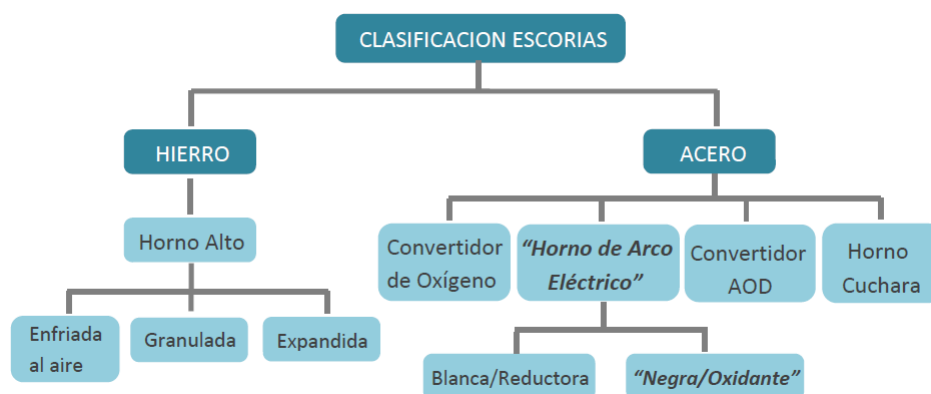 CLASIFICACION ESCORIAS
HIERRO
ACERO
Horno Alto
Convertidor
de Oxígeno
“Horno de Arco
Eléctrico”
Convertidor
AOD
Horno
Cuchara
Enfriada
al aire
Granulada
Expandida
Blanca/Reductora
“Negra/Oxidante”